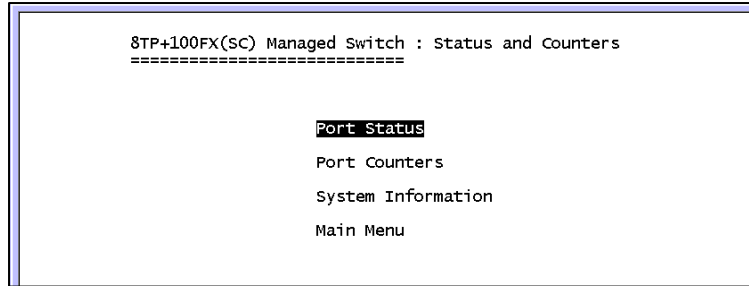 8TP+100FX(SC) Managed Switch : Status and Counters
============================
Port Status
Port Counters
System Information
Main Menu